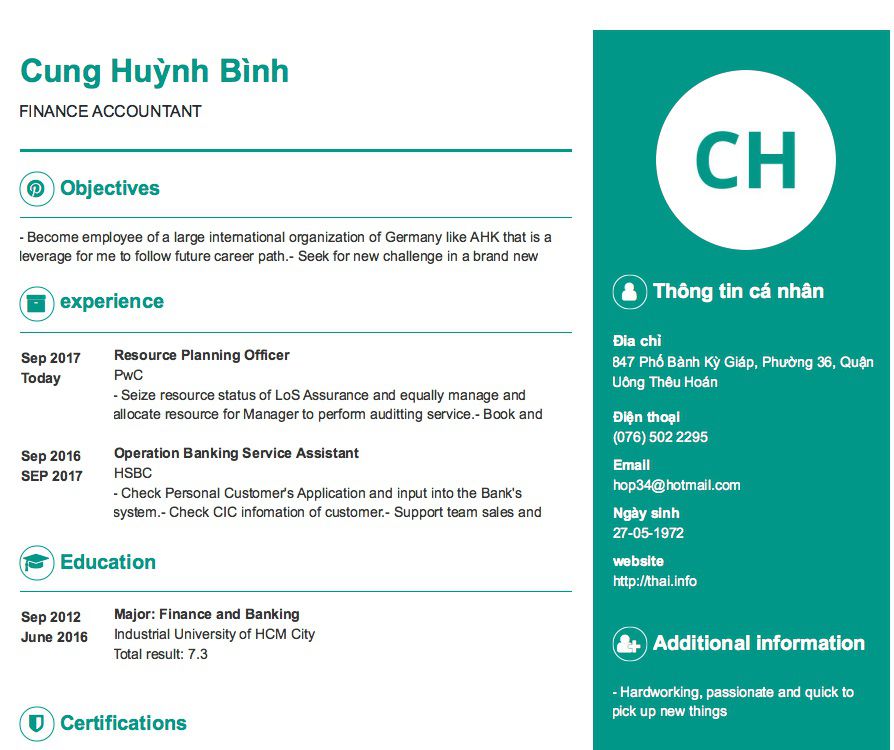 Cung Huỳnh Bình
FINANCE ACCOUNTANT
Objectives
- Become employee of a large international organization of Germany like AHK that is a
leverage for me to follow future career path.- Seek for new challenge in a brand new
experience
Sep 2017
Today
Resource Planning Officer
PwC
- Seize resource status of LoS Assurance and equally manage and
allocate resource for Manager to perform auditting service.- Book and
Sep 2016
SEP 2017
Operation Banking Service Assistant
HSBC
- Check Personal Customer's Application and input into the Bank's
system.- Check CIC infomation of customer.- Support team sales and
Education
Sep 2012
June 2016
Major: Finance and Banking
Industrial University of HCM City
Total result: 7.3
Certifications
CH
Thông tin cá nhân
Địa chỉ
847 Phố Bành Kỳ Giáp, Phường 36, Quận
Uông Thêu Hoán
Điện thoại
(076) 502 2295
Email
hop34@hotmail.com
Ngày sinh
27-05-1972
website
http://thai.info
Additional information
- Hardworking, passionate and quick to
pick up new things